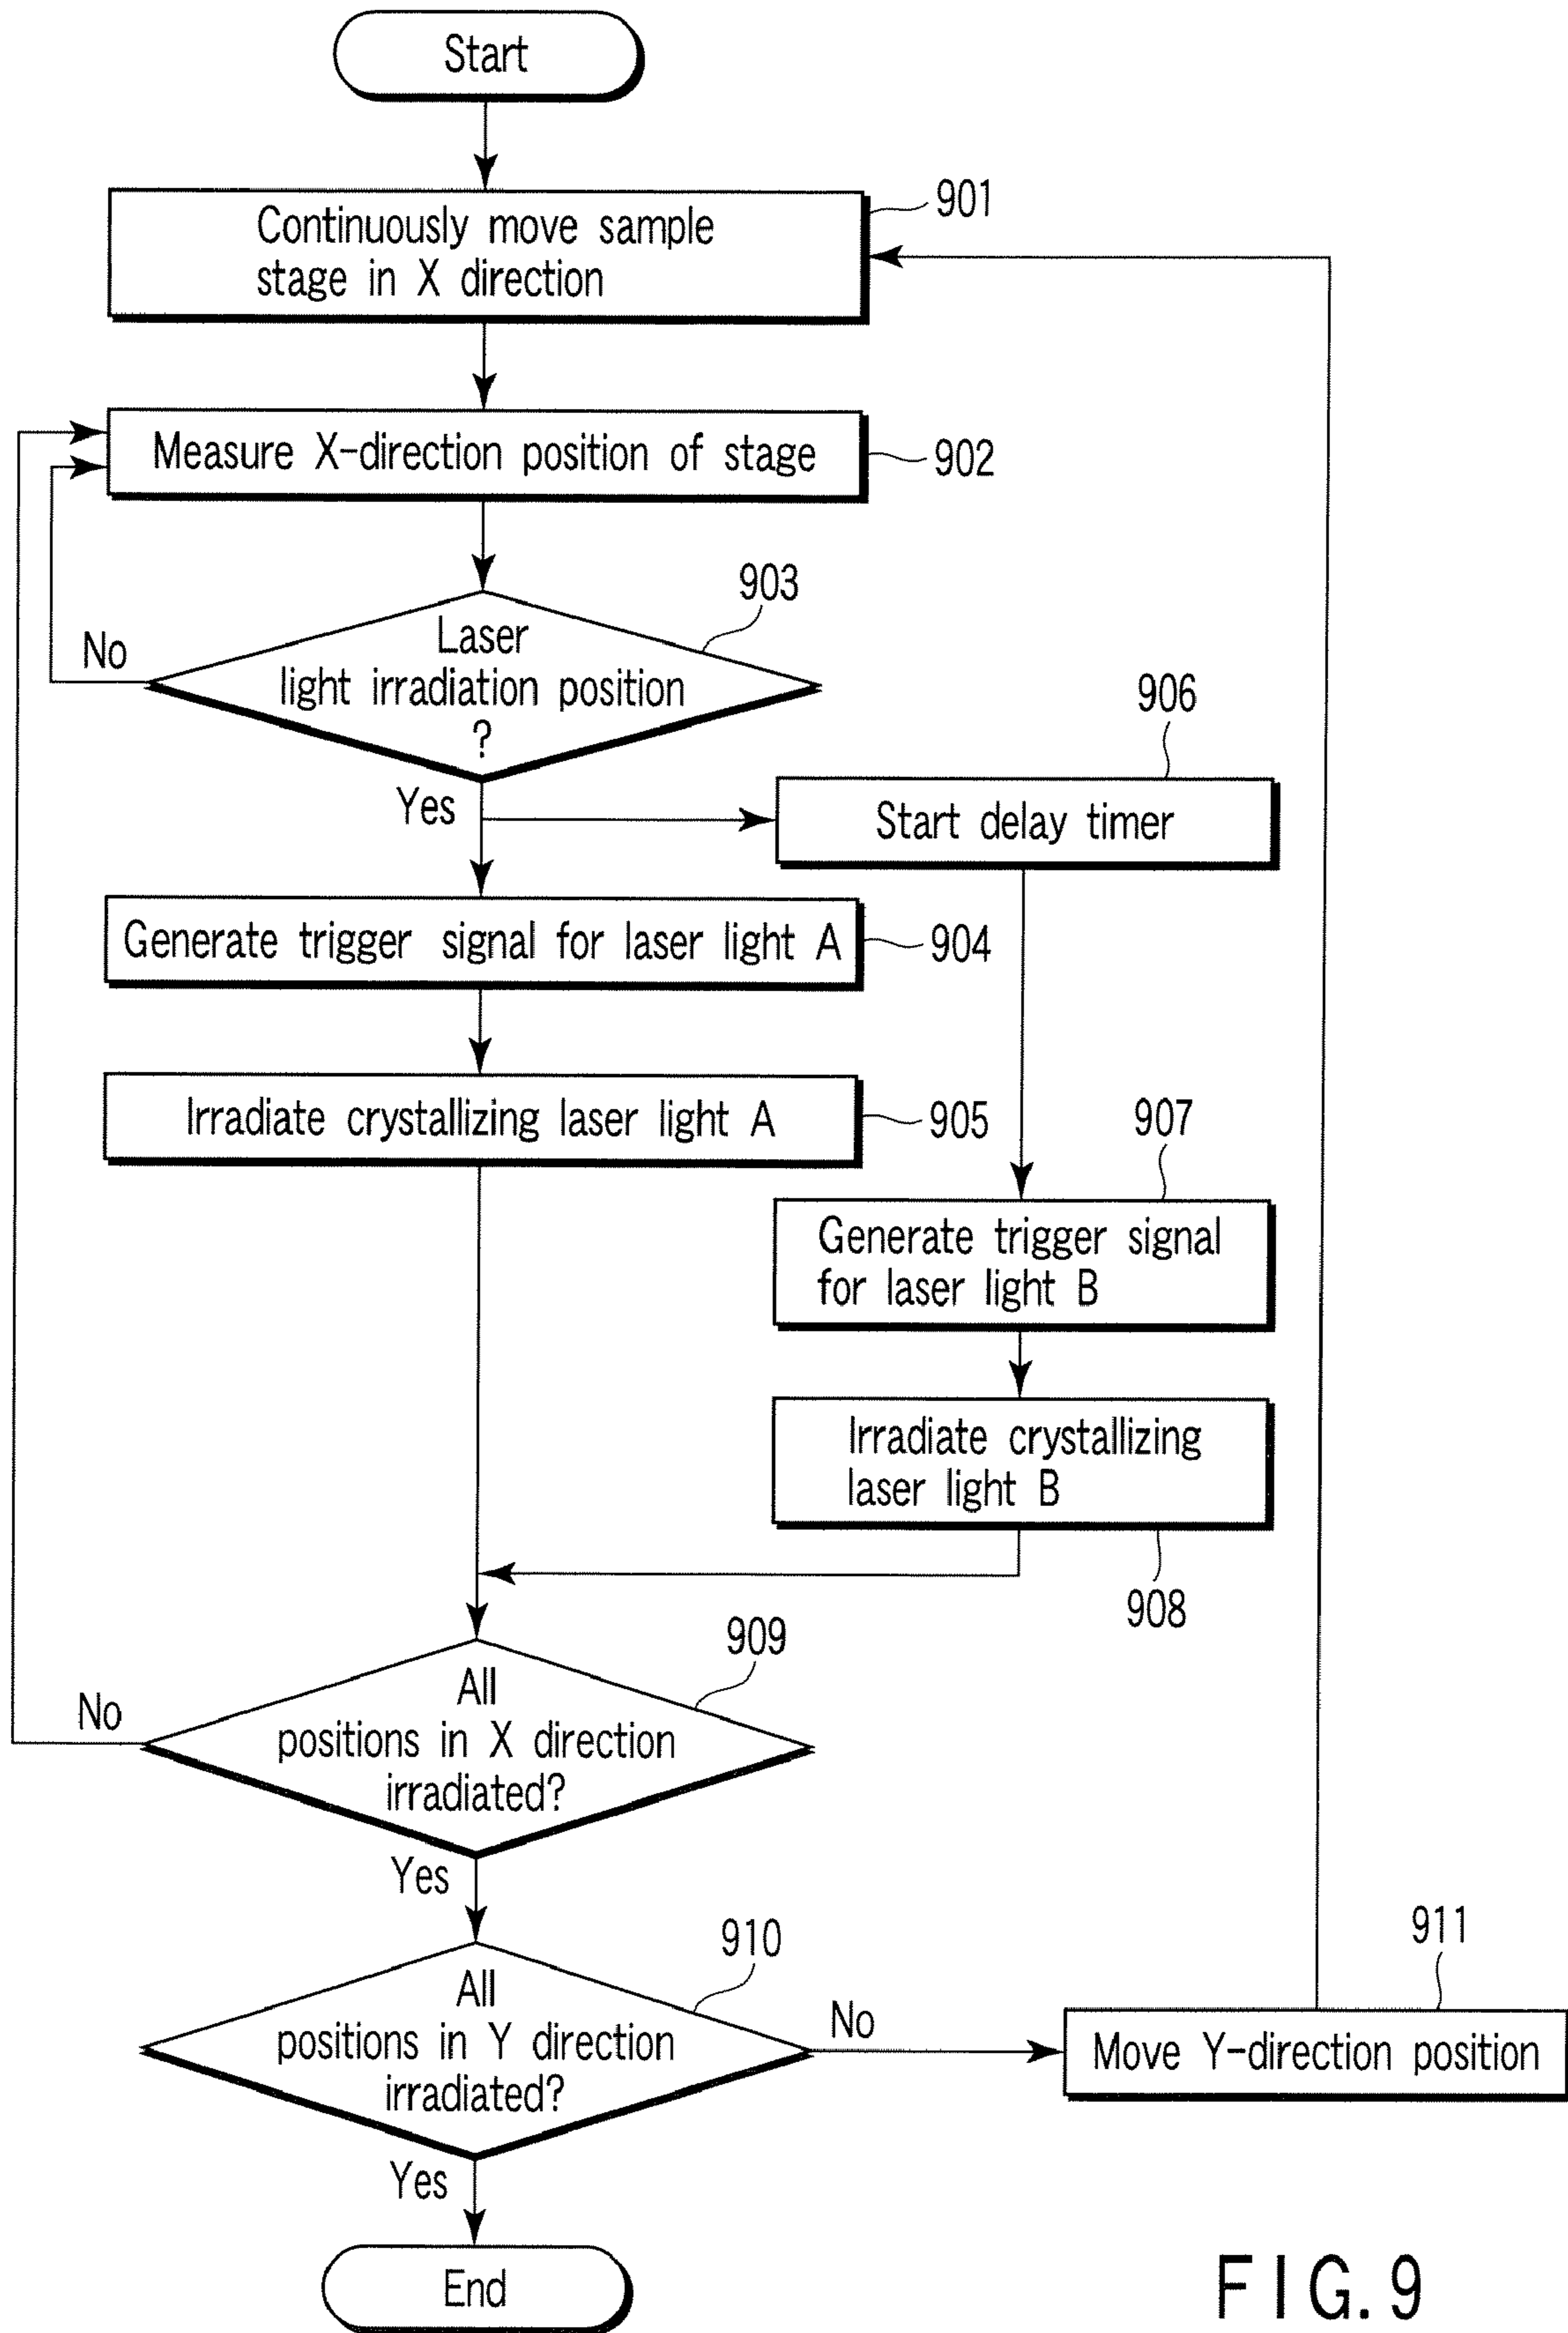 Start
Continuously move sample
stage in X direction
901
Measure X-direction position of stage
902
903
Laser
light irradiation position
?
No
Yes
906
Start delay timer
Generate trigger signal for laser light A
904
Irradiate crystallizing laser light A
905
907
Generate trigger signal
for laser light B
Irradiate crystallizing
laser light B
908
909
All
positions in X direction
irradiated?
No
Yes
910
All
positions in Y direction
irradiated?
No
911
Move Y-direction position
Yes
End
FIG. 9